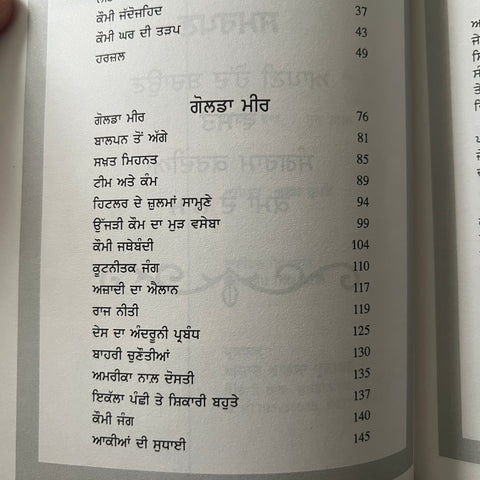 ਕੌਮੀ ਜੱਦੋਜਹਿਦ 37
ਕੌਮੀ ਘਰ ਦੀ ਤੜਪ 43
ਹਰਜ਼ਲ 49
ਗੋਲਡਾ ਮੀਰ
ਗੋਲਡਾ ਮੀਰ 76
ਬਾਲਪਨ ਤੋਂ ਅੱਗੇ 81
ਸਖਤ ਮਿਹਨਤ 85
ਟੀਮ ਅਤੇ ਕੰਮ 89
ਹਿਟਲਰ ਦੇ ਜ਼ੁਲਮਾਂ ਸਾਮ੍ਹਣੇ 94
ਉੱਜੜੀ ਕੌਮ ਦਾ ਮੁੜ ਵਸੇਬਾ 99
ਕੌਮੀ ਜਥੇਬੰਦੀ 104
ਕੂਟਨੀਤਕ ਜੰਗ 110
ਅਜ਼ਾਦੀ ਦਾ ਐਲਾਨ 117
ਰਾਜ ਨੀਤੀ 119
ਦੇਸ ਦਾ ਅੰਦਰੂਨੀ ਪ੍ਰਬੰਧ 125
ਬਾਹਰੀ ਚੁਣੌਤੀਆਂ 130
ਅਮਰੀਕਾ ਨਾਲ਼ ਦੋਸਤੀ 135
ਇਕੱਲਾ ਪੰਛੀ ਤੇ ਸ਼ਿਕਾਰੀ ਬਹੁਤੇ 137
ਕੌਮੀ ਜੰਗ 140
ਆਕੀਆਂ ਦੀ ਸੁਧਾਈ 145